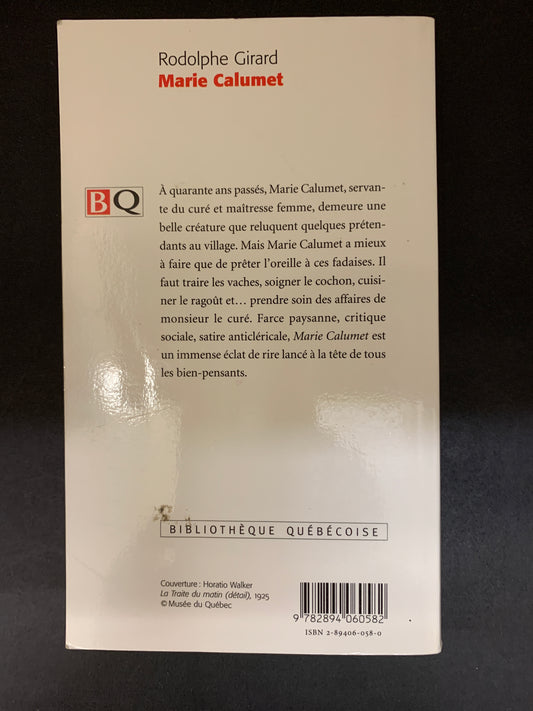 Rodolphe Girard
Marie Calumet
BQ
À quarante ans passés, Marie Calumet, servan-
te du curé et maîtresse femme, demeure une
belle créature que reluquent quelques préten-
dants au village. Mais Marie Calumet a mieux
à faire que de prêter l'oreille à ces fadaises. Il
faut traire les vaches, soigner le cochon, cuisi-
ner le ragoût et… prendre soin des affaires de
monsieur le curé. Farce paysanne, critique
sociale, satire anticléricale, Marie Calumet est
un immense éclat de rire lancé à la tête de tous
les bien-pensants.
BIBLIOTHÈQUE QUÉBÉCOISE
Couverture : Horatio Walker
La Traite du matin (détail), 1925
© Musée du Québec
9 782894 060582
ISBN 2-89406-058-0